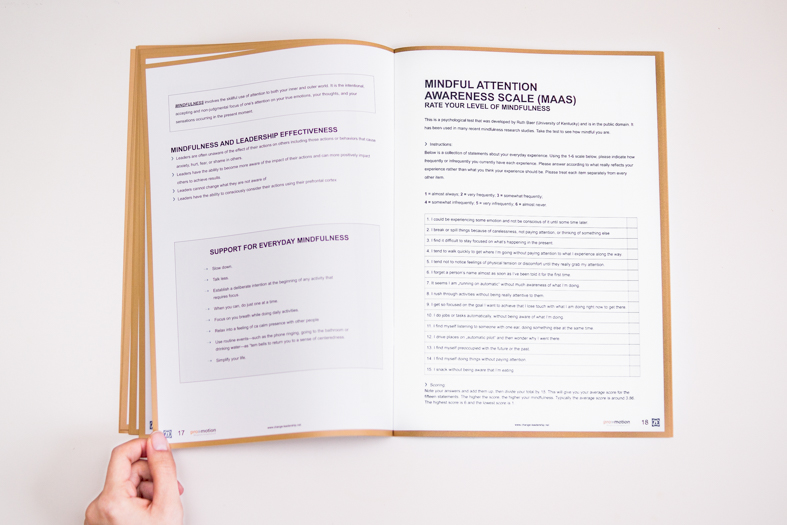 MINDFULNESS involves the skillful use of attention to both your inner and outer world. It is the intentional,
accepting and non-judgmental focus of one's attention on your true emotions, your thoughts, and your
sensations occurring in the present moment.
MINDFULNESS AND LEADERSHIP EFFECTIVENESS
Leaders are often unaware of the effect of their actions on others including those actions or behaviors that cause
anxiety, hurt, fear, or shame in others.
Leaders have the ability to become more aware of the impact of their actions and can more positively impact
others to achieve results.
Leaders cannot change what they are not aware of
Leaders have the ability to consciously consider their actions using their prefrontal cortex
SUPPORT FOR EVERYDAY MINDFULNESS
Slow down.
Talk less.
Establish a deliberate intention at the beginning of any activity that
requires focus.
When you can, do just one at a time.
Focus on you breath while doing daily activities.
Relax into a feeling of calm presence with other people.
Use routine events—such as the phone ringing, going to the bathroom or
drinking water—as bells to return you to a sense of centeredness.
Simplify your life.
17
MINDFUL ATTENTION
AWARENESS SCALE (MAAS)
RATE YOUR LEVEL OF MINDFULNESS
This is a psychological test that was developed by Ruth Baer (University of Kentucky) and is in the public domain. It
has been used in many recent mindfulness research studies. Take the test to see how mindful you are.
Instructions:
Below is a collection of statements about your everyday experience. Using the 1-6 scale below, please indicate how
frequently or infrequently you currently have each experience. Please answer according to what really reflects your
experience rather than what you think your experience should be. Please treat each item separately from every
other item.
1 = almost always, 2 = very frequently, 3 = somewhat frequently,
4 = somewhat infrequently, 5 = very infrequently, 6 = almost never.
1. I could be experiencing some emotion and not be conscious of it until some time later.
2. I break or spill things because of carelessness, not paying attention, or thinking of something else.
3. I find it difficult to stay focused on what's happening in the present.
4. I tend to walk quickly to get where I'm going without paying attention to what I experience along the way.
5. I tend not to notice feelings of physical tension or discomfort until they really grab my attention.
6. I forget a person's name almost as soon as I've been told it for the first time.
7. It seems I am „running on automatic" without much awareness of what I'm doing.
8. I rush through activities without being really attentive to them.
9. I get so focused on the goal I want to achieve that I lose touch with what I am doing right now to get there.
10. I do jobs or tasks automatically, without being aware of what I'm doing.
11. I find myself listening to someone with one ear, doing something else at the same time.
12. I drive places on „automatic pilot" and then wonder why I went there.
13. I find myself preoccupied with the future or the past.
14. I find myself doing things without paying attention.
15. I snack without being aware that I'm eating.
Scoring
Note your answers and add them up, then divide your total by 15. This will give you your average score for the
fifteen statements. The higher the score, the higher your mindfulness. Typically the average score is around 3.86.
The highest score is 6 and the lowest score is 1.
18